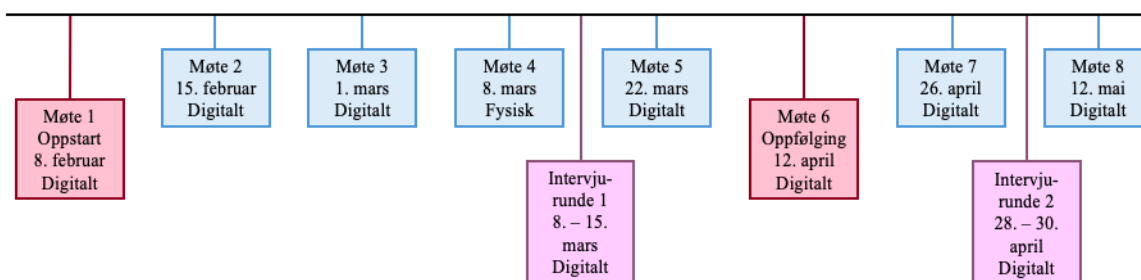 Møte 1
Oppstart
8. februar
Digitalt
Møte 2
15. februar
Digitalt
Møte 3
1. mars
Digitalt
Møte 4
8. mars
Fysisk
Intervju-
runde 1
8. – 15.
mars
Digitalt
Møte 5
22. mars
Digitalt
Møte 6
Oppfølging
12. april
Digitalt
Møte 7
26. april
Digitalt
Intervju-
runde 2
28. – 30.
april
Digitalt
Møte 8
12. mai
Digitalt